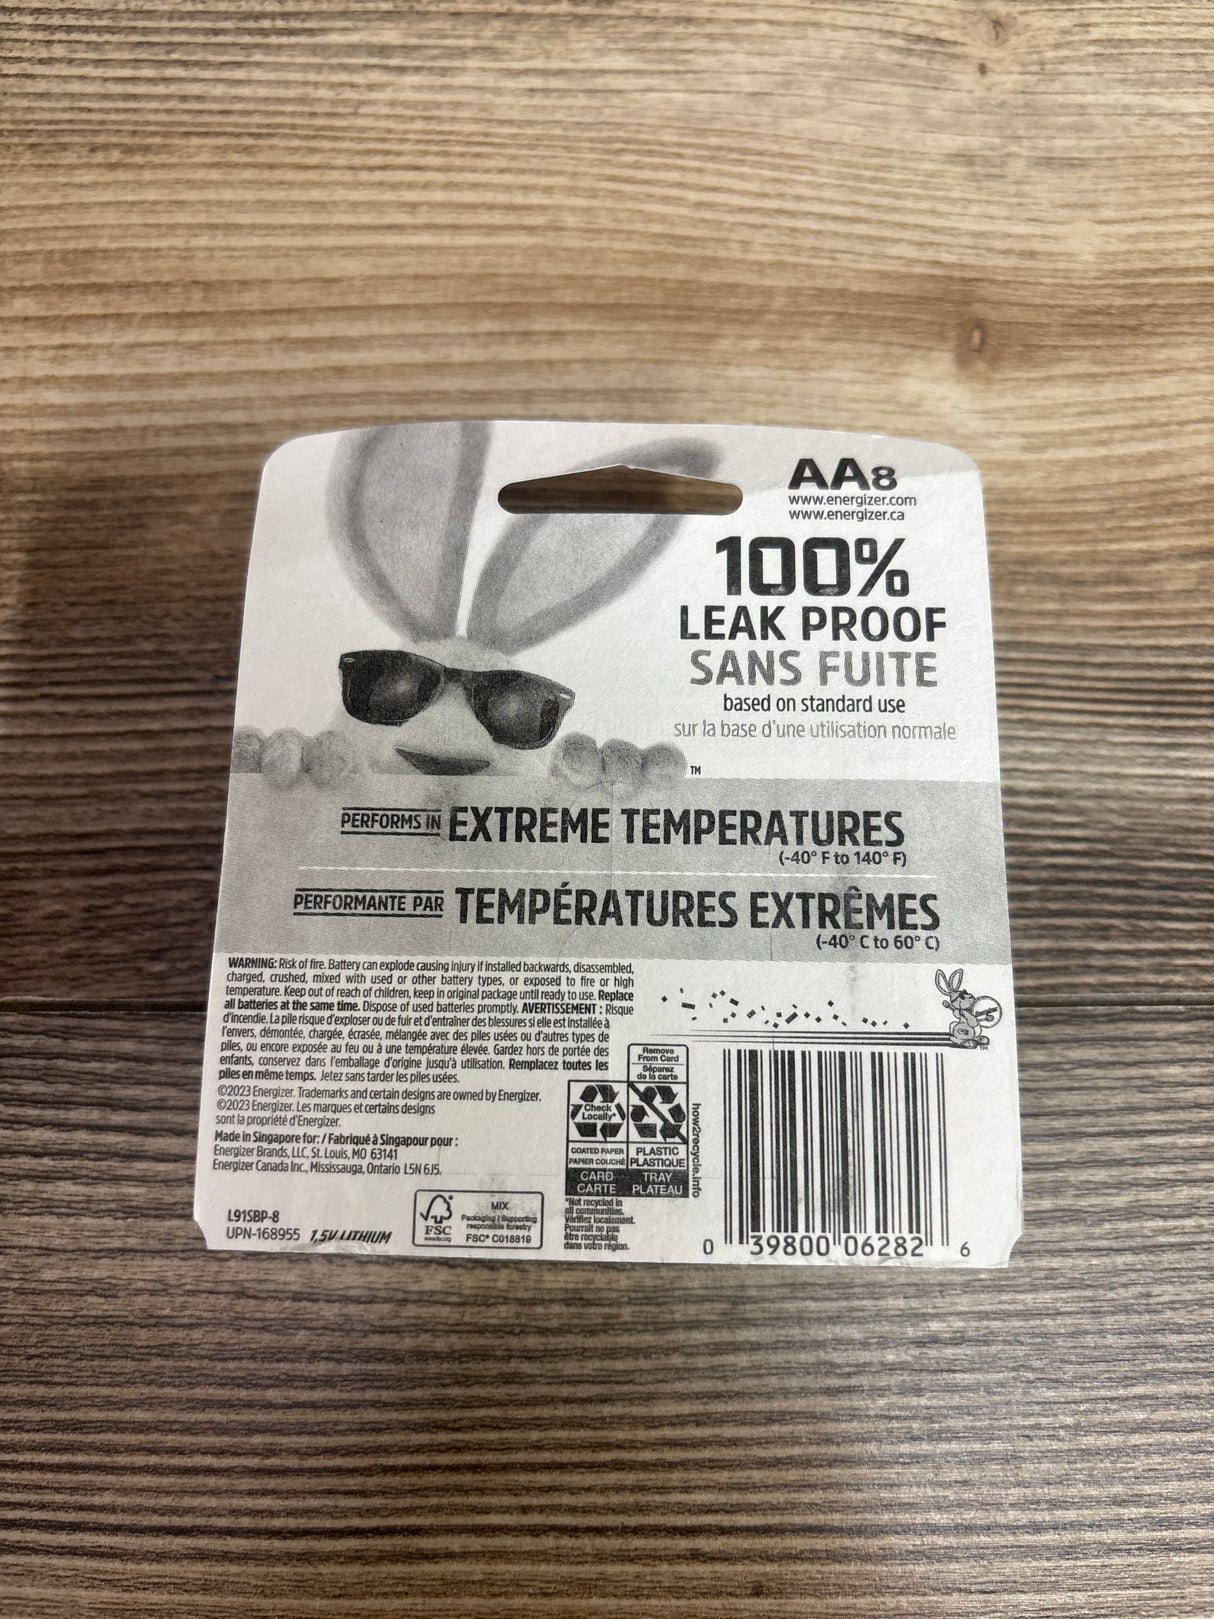 AA8
www.energizer.com
www.energizer.ca
100%
LEAK PROOF
SANS FUITE
based on standard use
sur la base d'une utilisation normale
TM
PERFORMS IN EXTREME TEMPERATURES
(-40° F to 140° F)
PERFORMANTE PAR TEMPÉRATURES EXTRÊMES
(-40° C to 60° C)
WARNING: Risk of fire. Battery can explode causing injury if installed backwards, disassembled,
charged, crushed, mixed with used or other battery types, or exposed to fire or high
temperature. Keep out of reach of children, keep in original package until ready to use. Replace
all batteries at the same time. Dispose of used batteries promptly. AVERTISSEMENT : Risque
d'incendie. La pile risque d'exploser ou de fuir et d'entraîner des blessures si elle est installée à
l'envers, démontée, chargée, écrasée, mélangée avec des piles usées ou d'autres types de
piles, ou encore exposée au feu ou à une température élevée. Gardez hors de portée des
enfants, conservez dans l'emballage d'origine jusqu'à utilisation. Remplacez toutes les
piles en même temps. Jetez sans tarder les piles usées.
©2023 Energizer. Trademarks and certain designs are owned by Energizer.
©2023 Energizer. Les marques et certains designs
sont la propriété d'Energizer.
Made in Singapore for: / Fabriqué à Singapour pour :
Energizer Brands, LLC, St. Louis, MO 63141
Energizer Canada Inc., Mississauga, Ontario L5N 6J5.
L91SBP-8
UPN-168955 1,5V LITHIUM
FSC
www.fsc.org
MIX
Packaging | Supporting
responsible forestry
FSC® C018819
Remove
From Card
Séparez
de la carte
Check
Locally*
COATED PAPER
PAPIER COUCHÉ
PLASTIC
PLASTIQUE
CARD
CARTE
TRAY
PLATEAU
*Not recycled in
all communities.
Vérifiez localement.
Pourrait ne pas
être recyclable
dans votre région.
how2recycle.info
TM
0 39800 06282 6